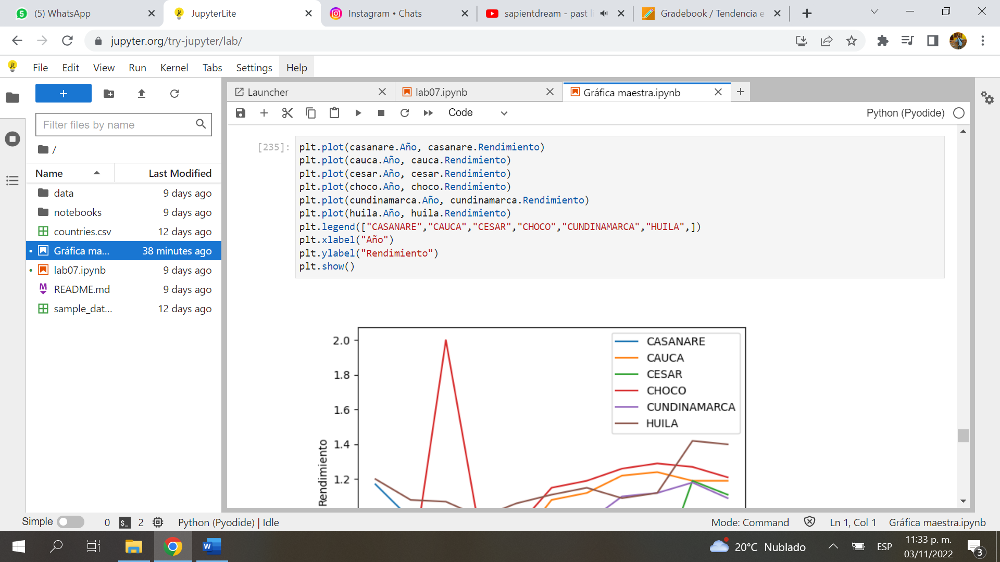 (5) WhatsApp
JupyterLite
Instagram • Chats
sapientdream - past l
Gradebook / Tendencia e
jupyter.org/try-jupyter/lab/
File Edit View Run Kernel Tabs Settings Help
Launcher
lab07.ipynb
Gráfica maestra.ipynb
Code
Python (Pyodide)
Filter files by name
/
Name Last Modified
data 9 days ago
notebooks 9 days ago
countries.csv 12 days ago
Gráfica ma... 38 minutes ago
lab07.ipynb 9 days ago
README.md 9 days ago
sample_dat... 12 days ago
[235]:
plt.plot(casanare.Año, casanare.Rendimiento)
plt.plot(cauca.Año, cauca.Rendimiento)
plt.plot(cesar.Año, cesar.Rendimiento)
plt.plot(choco.Año, choco.Rendimiento)
plt.plot(cundinamarca.Año, cundinamarca.Rendimiento)
plt.plot(huila.Año, huila.Rendimiento)
plt.legend(["CASANARE","CAUCA","CESAR","CHOCO","CUNDINAMARCA","HUILA",])
plt.xlabel("Año")
plt.ylabel("Rendimiento")
plt.show()
2.0
1.8
1.6
1.4
1.2
Rendimiento
CASANARE
CAUCA
CESAR
CHOCO
CUNDINAMARCA
HUILA
Simple 0 $_ 2 Python (Pyodide) | Idle
Mode: Command Ln 1, Col 1 Gráfica maestra.ipynb
20°C Nublado
ESP
11:33 p. m.
03/11/2022
3